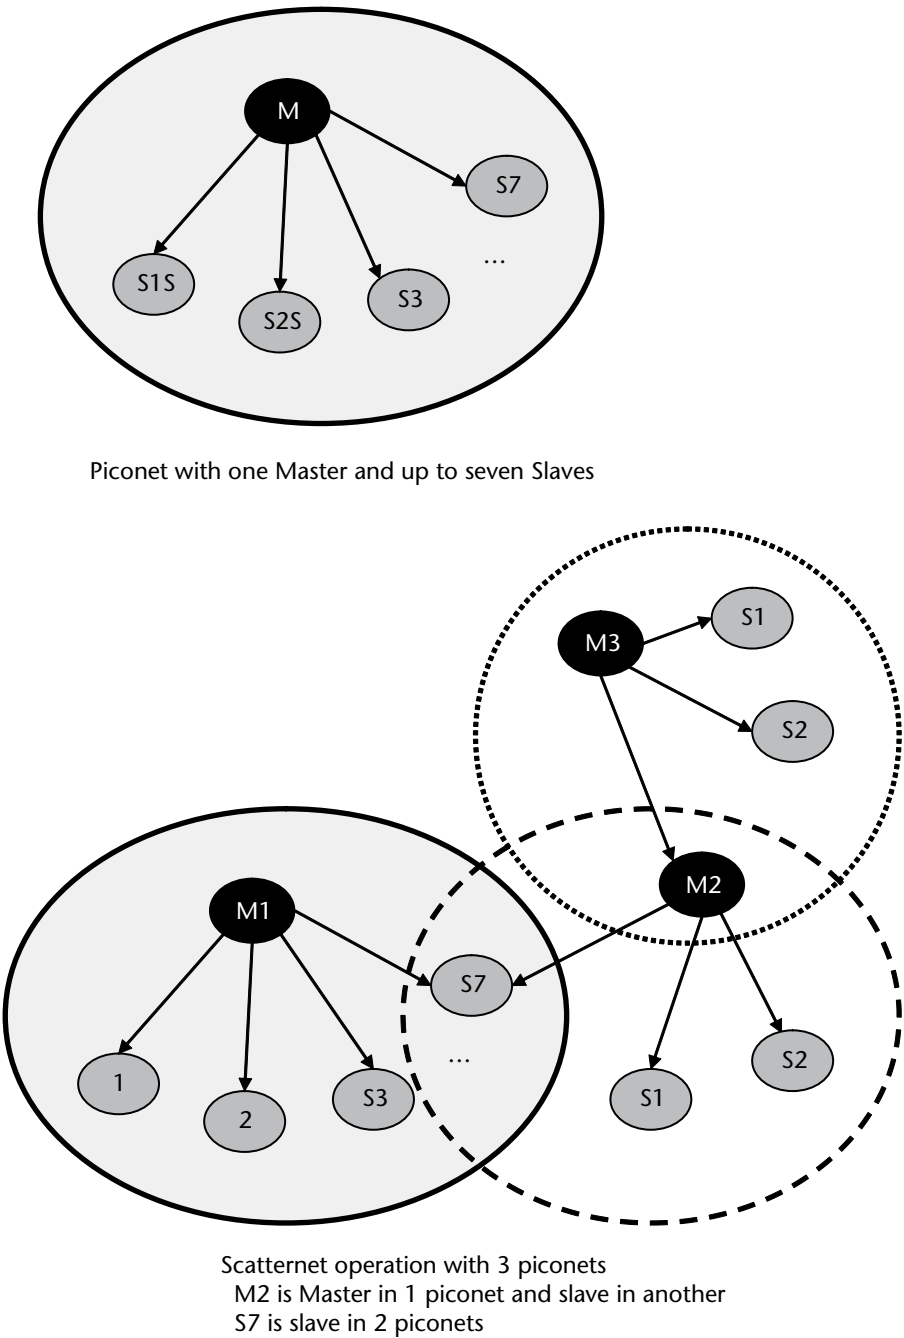 M
S7
...
S1S
S3
S2S
Piconet with one Master and up to seven Slaves
S1
M3
S2
M2
M1
S7
...
S2
1
S3
S1
2
Scatternet operation with 3 piconets
M2 is Master in 1 piconet and slave in another
S7 is slave in 2 piconets